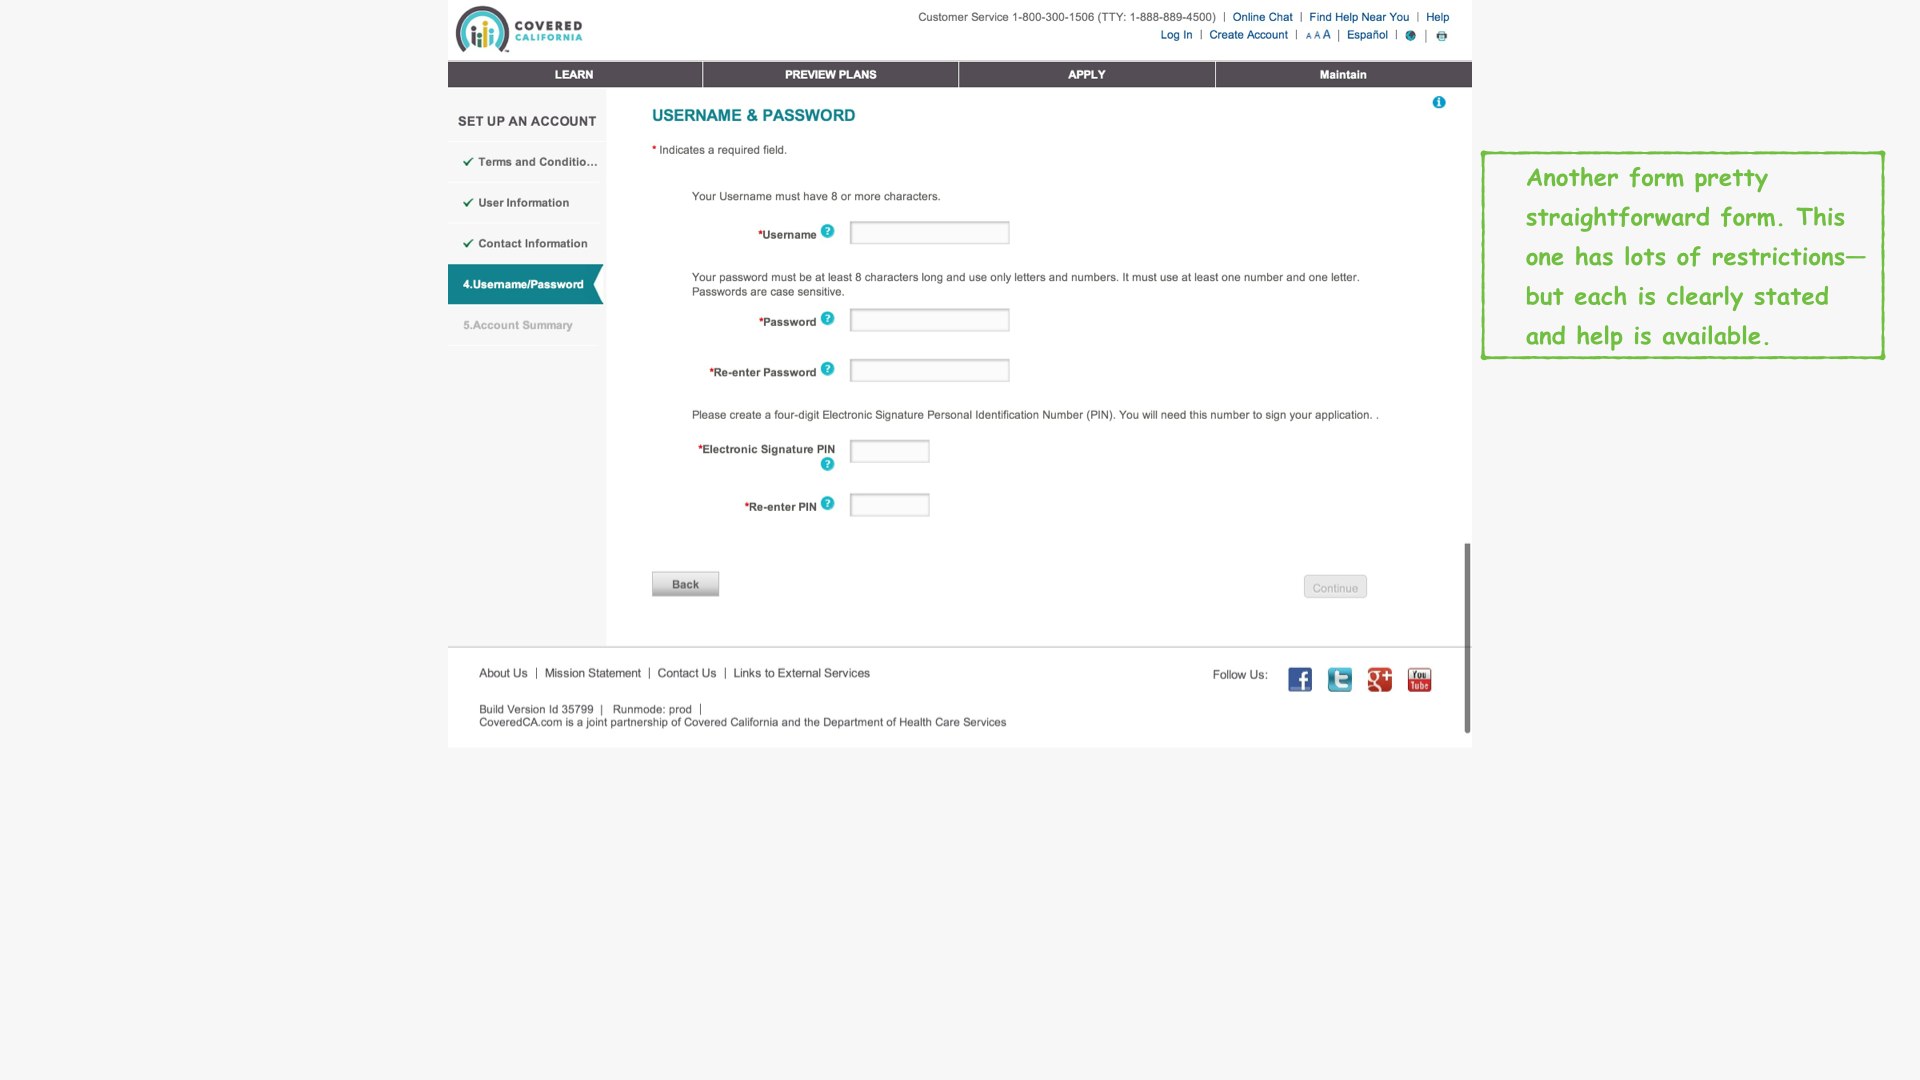 COVERED
CALIFORNIA
Customer Service 1-800-300-1506 (TTY: 1-888-889-4500) | Online Chat | Find Help Near You | Help
Log In | Create Account | A A A | Español | |
LEARN
PREVIEW PLANS
APPLY
Maintain
SET UP AN ACCOUNT
Terms and Conditio...
User Information
Contact Information
4.Username/Password
5.Account Summary
USERNAME & PASSWORD
* Indicates a required field.
Your Username must have 8 or more characters.
*Username ?
Your password must be at least 8 characters long and use only letters and numbers. It must use at least one number and one letter.
Passwords are case sensitive.
*Password ?
*Re-enter Password ?
Please create a four-digit Electronic Signature Personal Identification Number (PIN). You will need this number to sign your application. .
*Electronic Signature PIN
?
*Re-enter PIN ?
Back
Continue
About Us | Mission Statement | Contact Us | Links to External Services
Follow Us:
f t g+ You Tube
Build Version Id 35799 | Runmode: prod |
CoveredCA.com is a joint partnership of Covered California and the Department of Health Care Services
Another form pretty
straightforward form. This
one has lots of restrictions—
but each is clearly stated
and help is available.